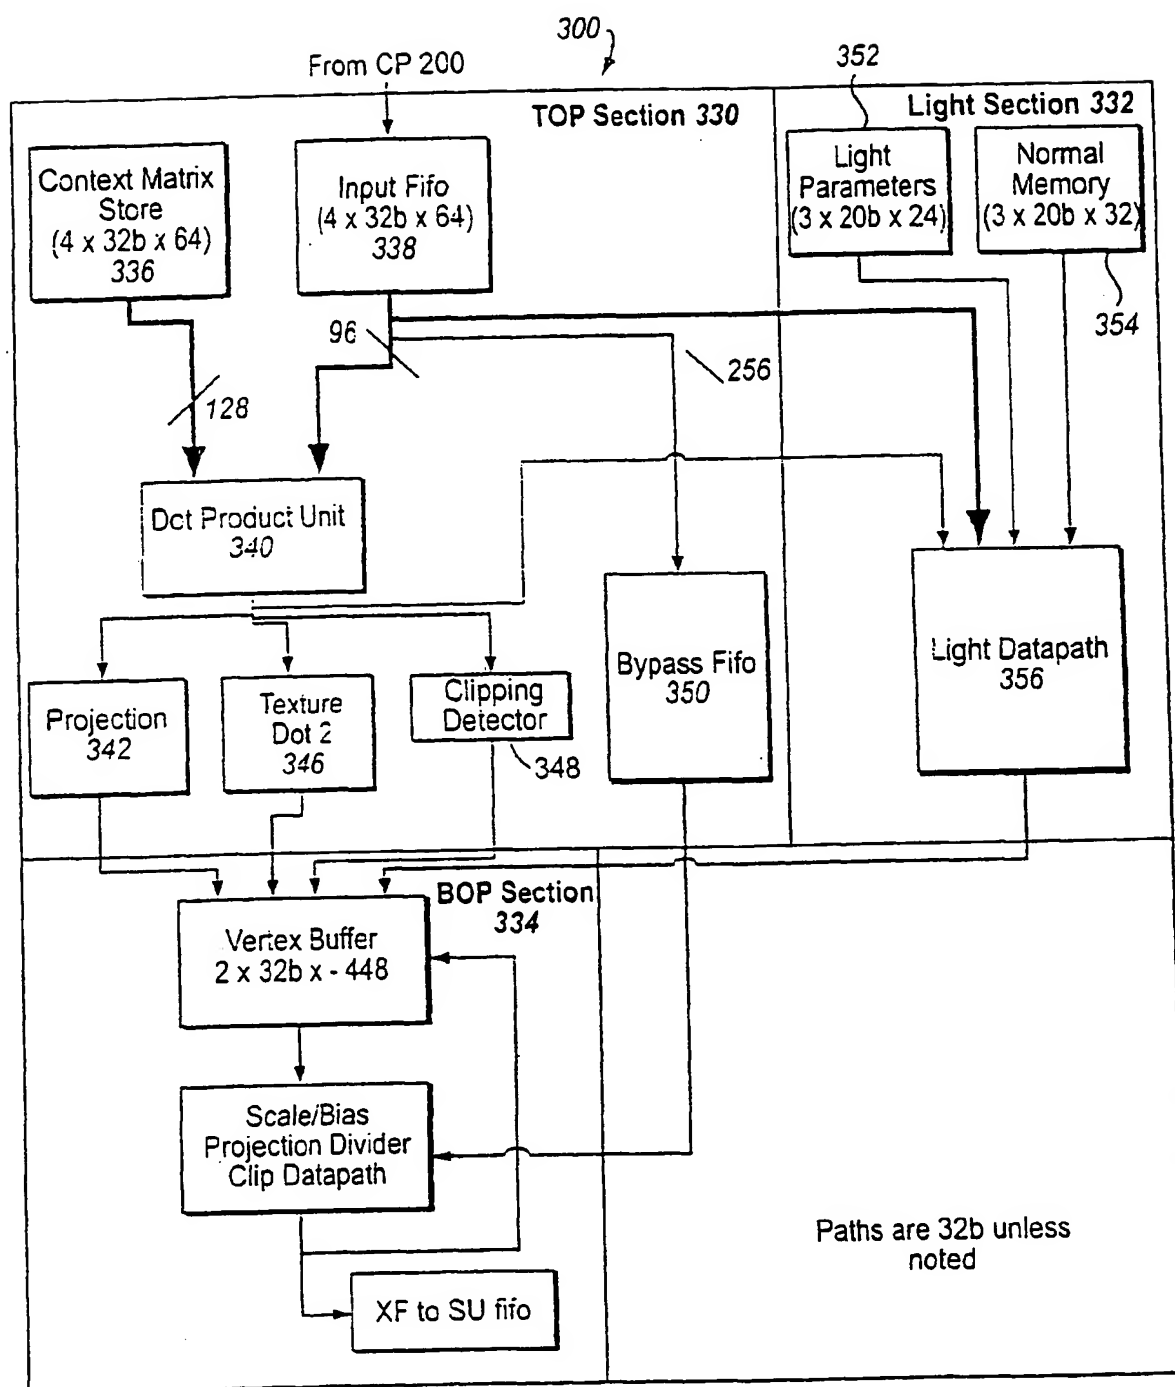 300
From CP 200
352
TOP Section 330
Light Section 332
Context Matrix
Store
(4 x 32b x 64)
336
Input Fifo
(4 x 32b x 64)
338
Light
Parameters
(3 x 20b x 24)
Normal
Memory
(3 x 20b x 32)
354
96
256
128
Dct Product Unit
340
Projection
342
Texture
Dot 2
346
Clipping
Detector
348
Bypass Fifo
350
Light Datapath
356
BOP Section
334
Vertex Buffer
2 x 32b x - 448
Scale/Bias
Projection Divider
Clip Datapath
XF to SU fifo
Paths are 32b unless
noted